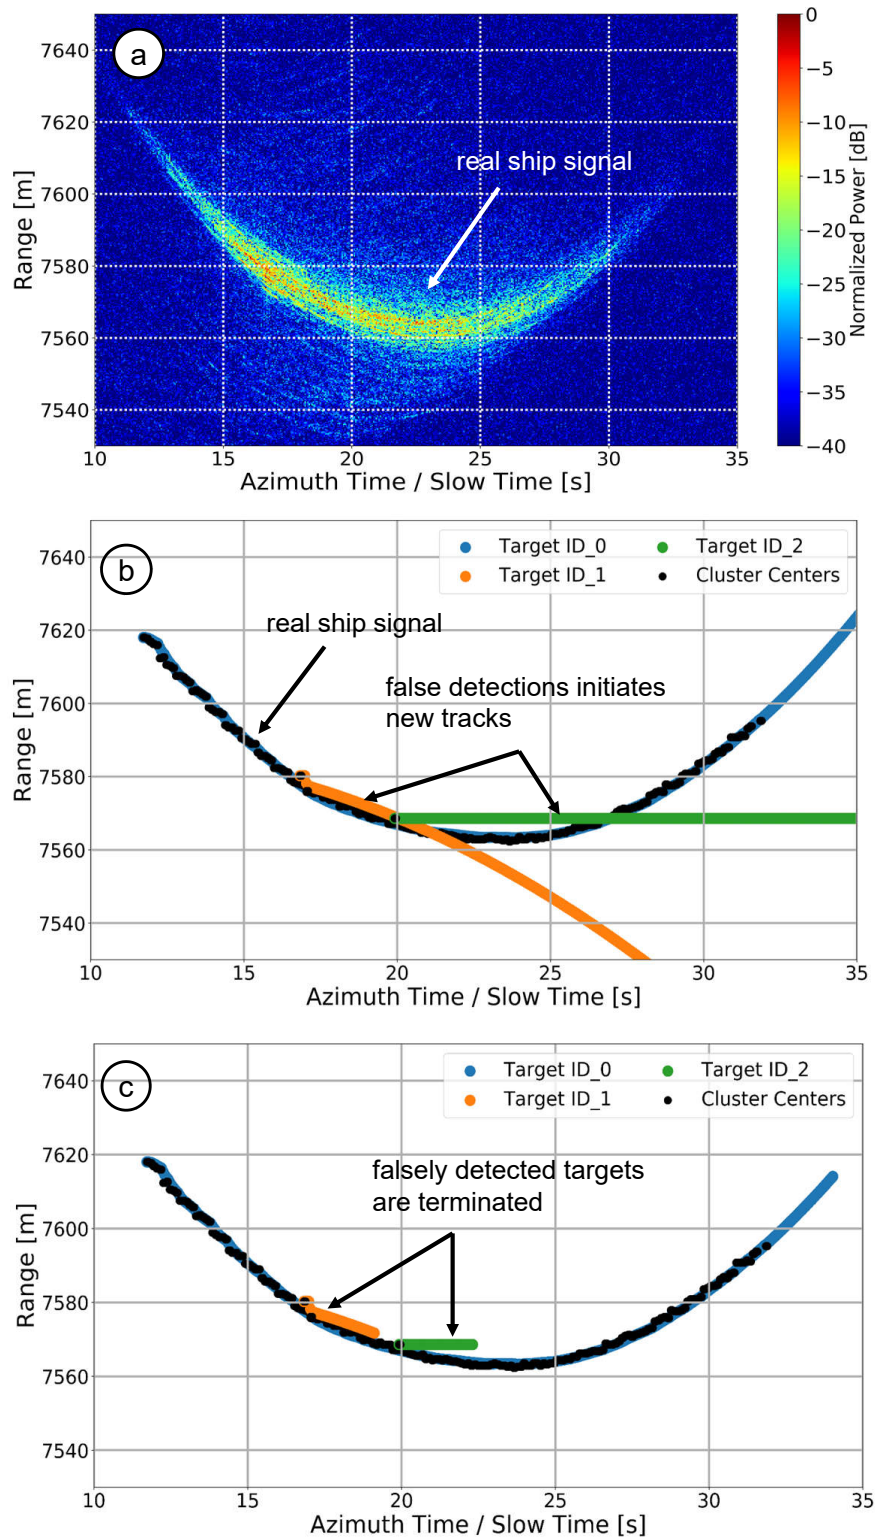 a
real ship signal
7640
7620
7600
7580
7560
7540
Range [m]
10 15 20 25 30 35
Azimuth Time / Slow Time [s]
0
−5
−10
−15
−20
−25
−30
−35
−40
Normalized Power [dB]
b
Target ID_0 Target ID_2
Target ID_1 Cluster Centers
real ship signal
false detections initiates
new tracks
7640
7620
7600
7580
7560
7540
Range [m]
10 15 20 25 30 35
Azimuth Time / Slow Time [s]
c
Target ID_0 Target ID_2
Target ID_1 Cluster Centers
falsely detected targets
are terminated
7640
7620
7600
7580
7560
7540
Range [m]
10 15 20 25 30 35
Azimuth Time / Slow Time [s]